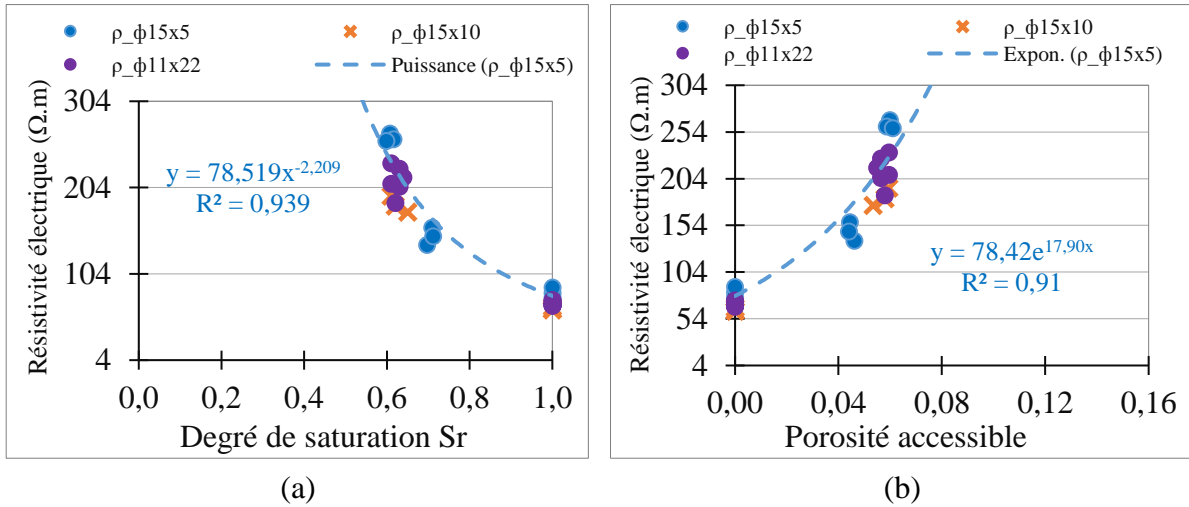 ρ_ϕ15x5
ρ_ϕ15x10
ρ_ϕ11x22
Puissance (ρ_ϕ15x5)
Résistivité électrique (Ω.m)
304
204
104
4
y = 78,519x^-2,209
R² = 0,939
0,0 0,2 0,4 0,6 0,8 1,0
Degré de saturation Sr
(a)
ρ_ϕ15x5
ρ_ϕ15x10
ρ_ϕ11x22
Expon. (ρ_ϕ15x5)
Résistivité électrique (Ω.m)
304
254
204
154
104
54
4
y = 78,42e^17,90x
R² = 0,91
0,00 0,04 0,08 0,12 0,16
Porosité accessible
(b)